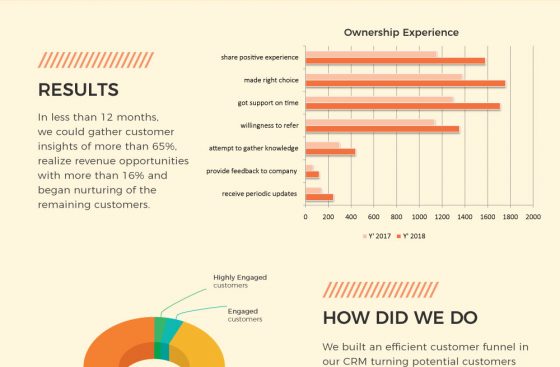 Ownership Experience
RESULTS
In less than 12 months,
we could gather customer
insights of more than 65%,
realize revenue opportunities
with more than 16% and
began nurturing of the
remaining customers.
share positive experience
made right choice
got support on time
willingness to refer
attempt to gather knowledge
provide feedback to company
receive periodic updates
0 200 400 600 800 1000 1200 1400 1600 1800 2000
Y' 2017 Y' 2018
Highly Engaged
customers
Engaged
customers
HOW DID WE DO
We built an efficient customer funnel in
our CRM turning potential customers